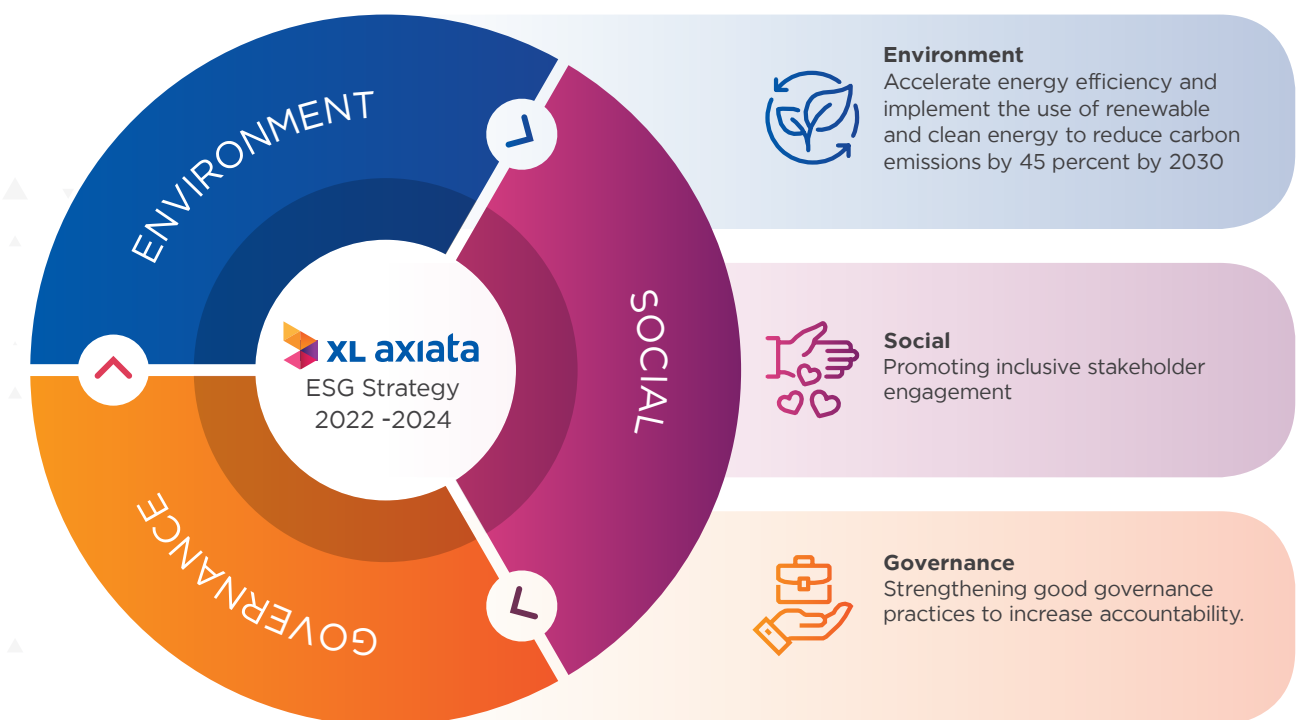 ENVIRONMENT
SOCIAL
GOVERNANCE
XL axiata
ESG Strategy
2022 -2024
Environment
Accelerate energy efficiency and
implement the use of renewable
and clean energy to reduce carbon
emissions by 45 percent by 2030
Social
Promoting inclusive stakeholder
engagement
Governance
Strengthening good governance
practices to increase accountability.